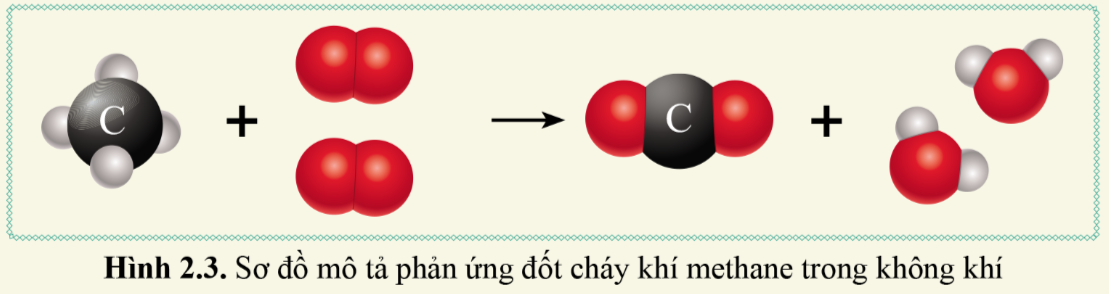 C + → C +
Hình 2.3. Sơ đồ mô tả phản ứng đốt cháy khí methane trong không khí